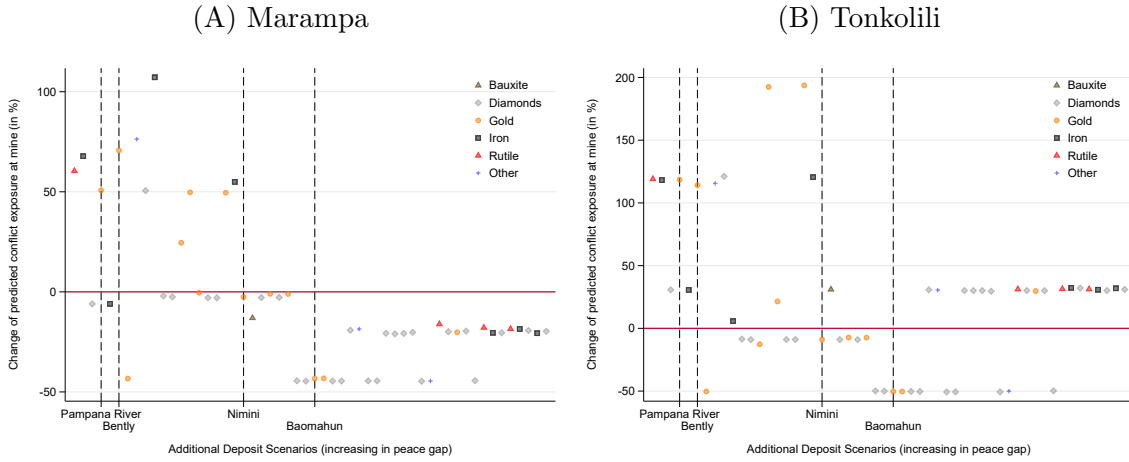 (A) Marampa
Change of predicted conflict exposure at mine (in %)
100
50
0
-50
Bauxite
Diamonds
Gold
Iron
Rutile
Other
Pampana River
Bently
Nimini
Baomahun
Additional Deposit Scenarios (increasing in peace gap)
(B) Tonkolili
Change of predicted conflict exposure at mine (in %)
200
150
100
50
0
-50
Bauxite
Diamonds
Gold
Iron
Rutile
Other
Pampana River
Bently
Nimini
Baomahun
Additional Deposit Scenarios (increasing in peace gap)